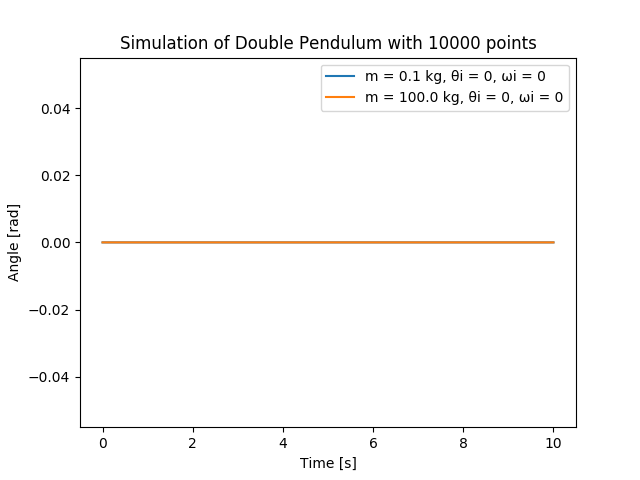 Simulation of Double Pendulum with 10000 points
m = 0.1 kg, θi = 0, ωi = 0
m = 100.0 kg, θi = 0, ωi = 0
0.04
0.02
0.00
−0.02
−0.04
Angle [rad]
0 2 4 6 8 10
Time [s]